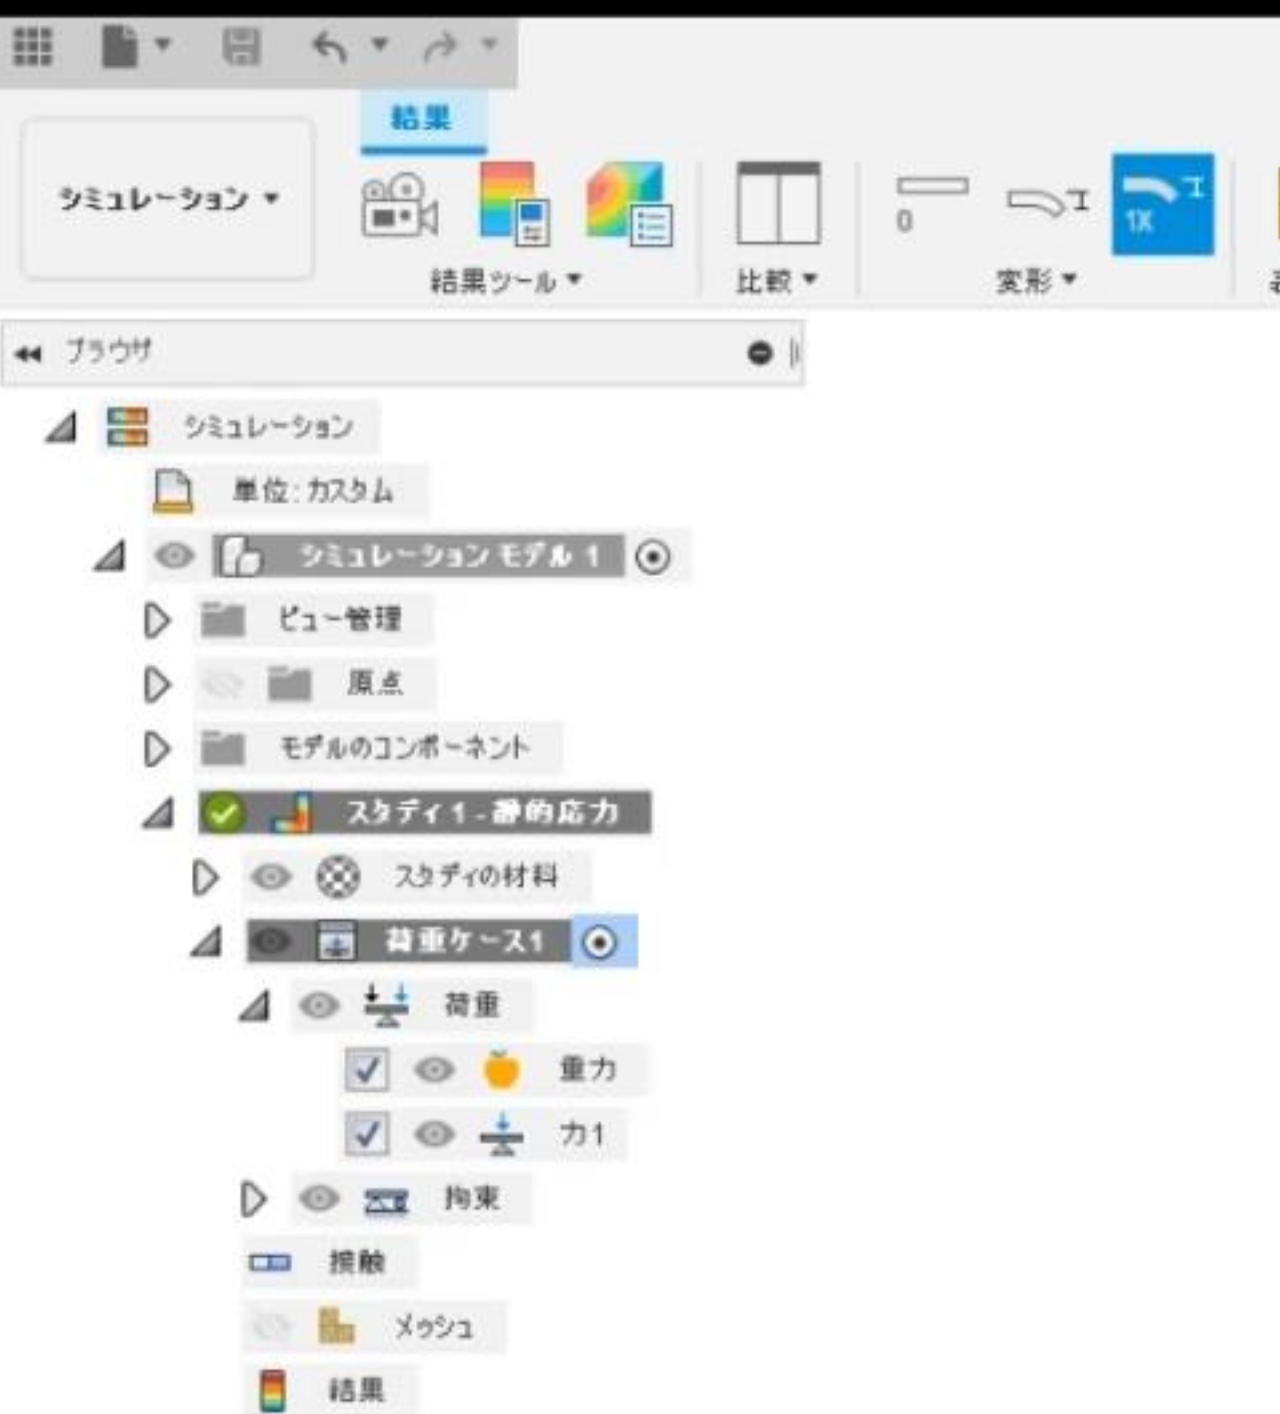 結果
シミュレーション
0
1X
結果ツール
比較
変形
ブラウザ
シミュレーション
単位: カスタム
シミュレーション モデル 1
ビュー管理
原点
モデルのコンポーネント
スタディ 1 - 静的応力
スタディの材料
荷重ケース1
荷重
重力
力1
拘束
接触
メッシュ
結果